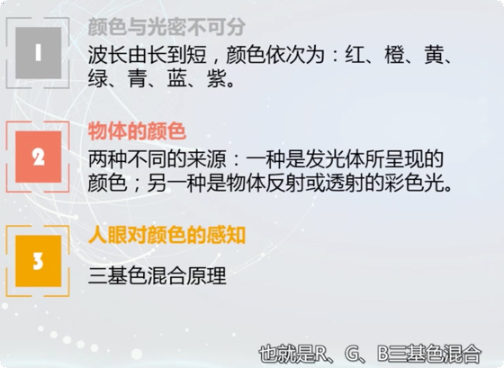 颜色与光密不可分
1
波长由长到短，颜色依次为：红、橙、黄、
绿、青、蓝、紫。
物体的颜色
2
两种不同的来源：一种是发光体所呈现的
颜色；另一种是物体反射或透射的彩色光。
人眼对颜色的感知
3
三基色混合原理
也就是R、G、B三基色混合